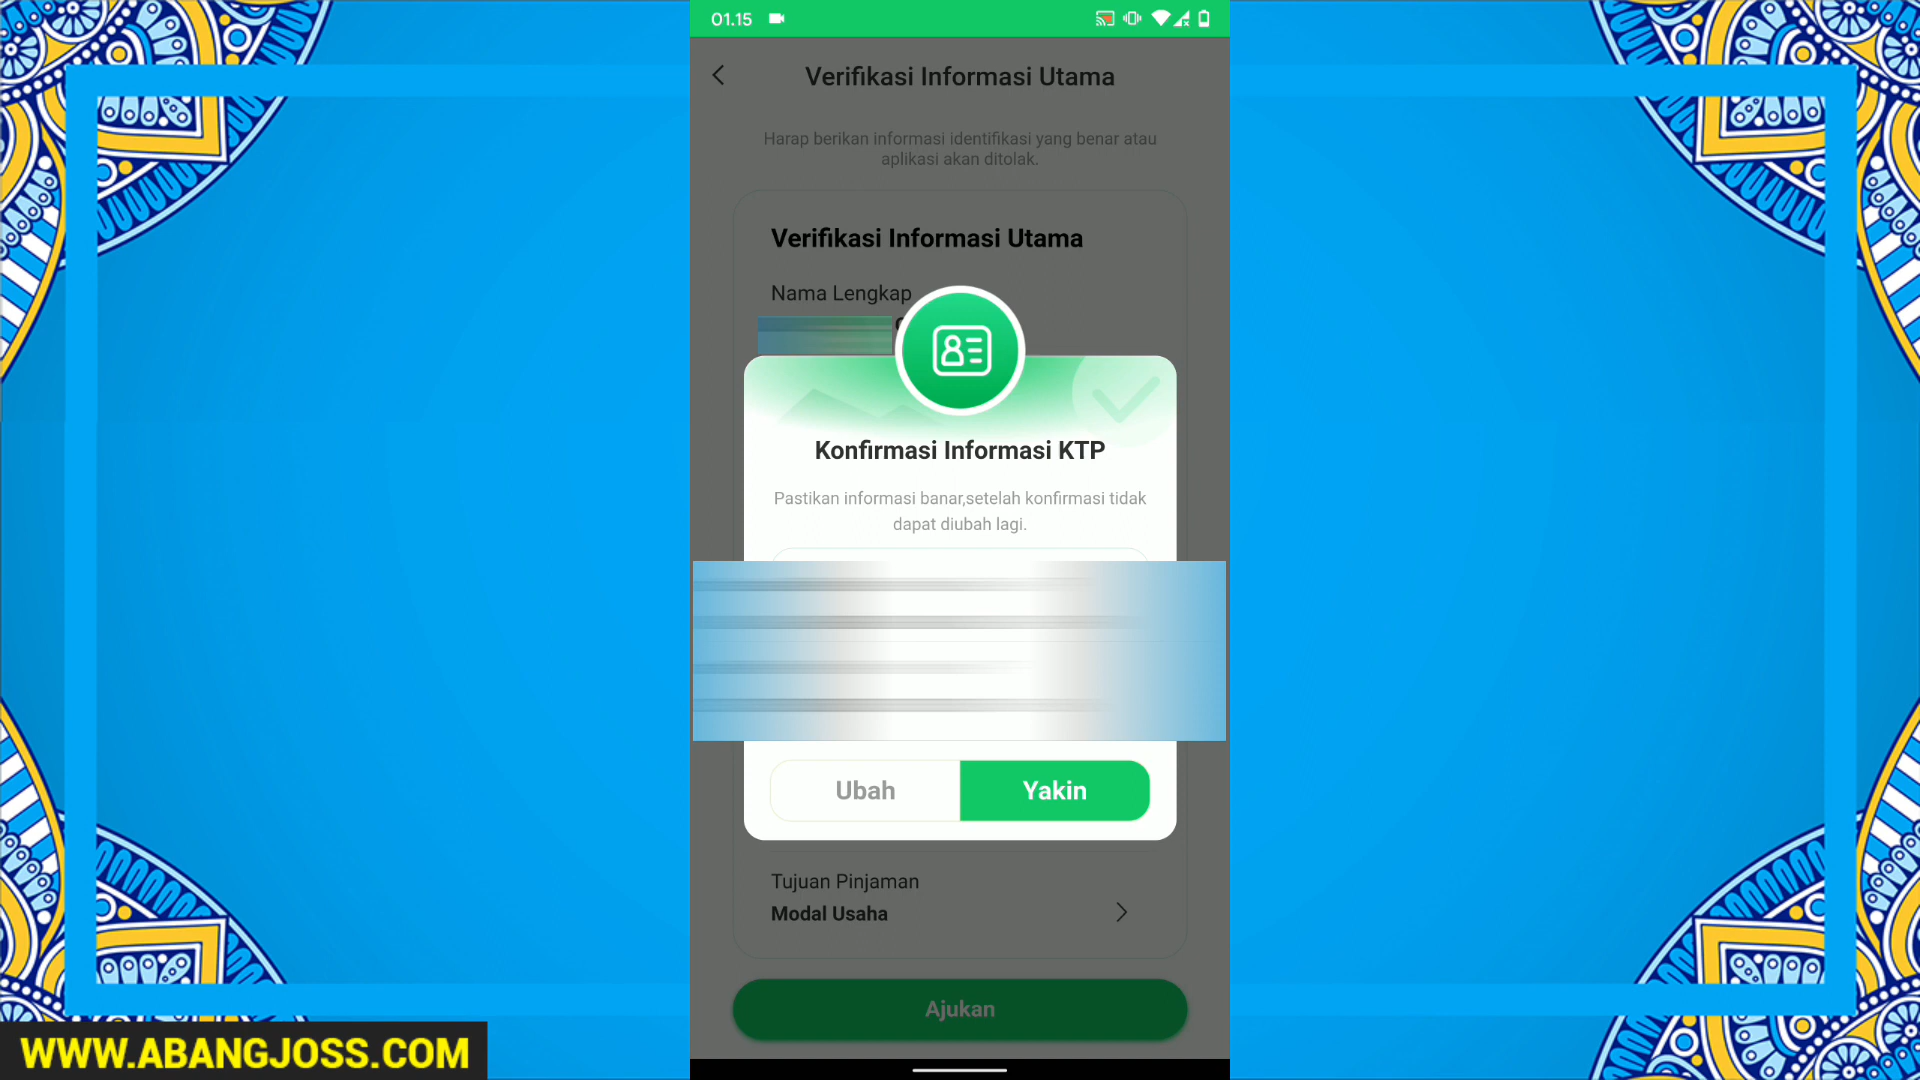 01.15
Verifikasi Informasi Utama
Harap berikan informasi identifikasi yang benar atau
aplikasi akan ditolak.
Verifikasi Informasi Utama
Nama Lengkap
Konfirmasi Informasi KTP
Pastikan informasi banar,setelah konfirmasi tidak
dapat diubah lagi.
Ubah
Yakin
Tujuan Pinjaman
Modal Usaha
Ajukan
WWW.ABANGJOSS.COM